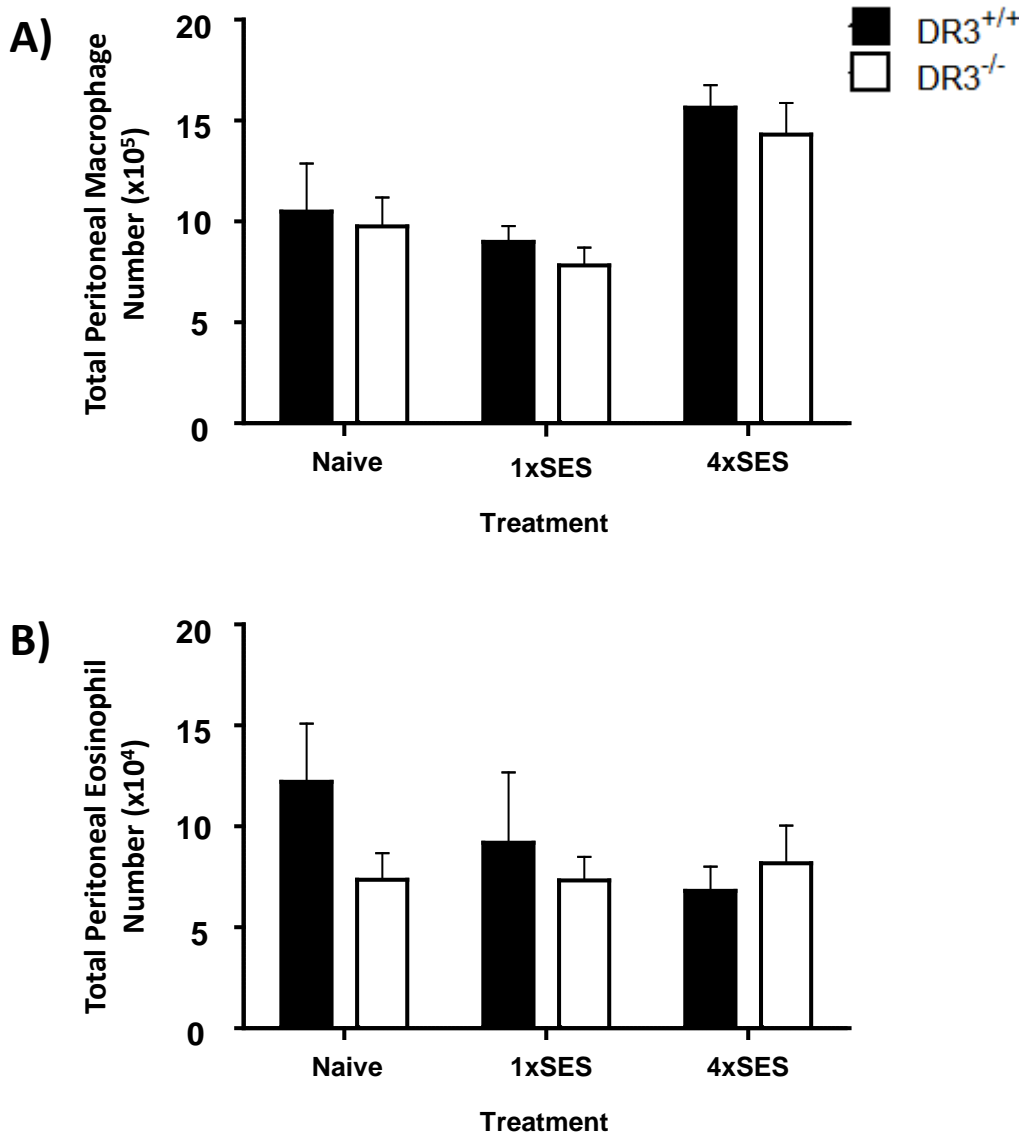 A)
Total Peritoneal Macrophage
Number (x10⁵)
20
15
10
5
0
Naive
1xSES
4xSES
Treatment
DR3+/+
DR3-/-
B)
Total Peritoneal Eosinophil
Number (x10⁴)
20
15
10
5
0
Naive
1xSES
4xSES
Treatment